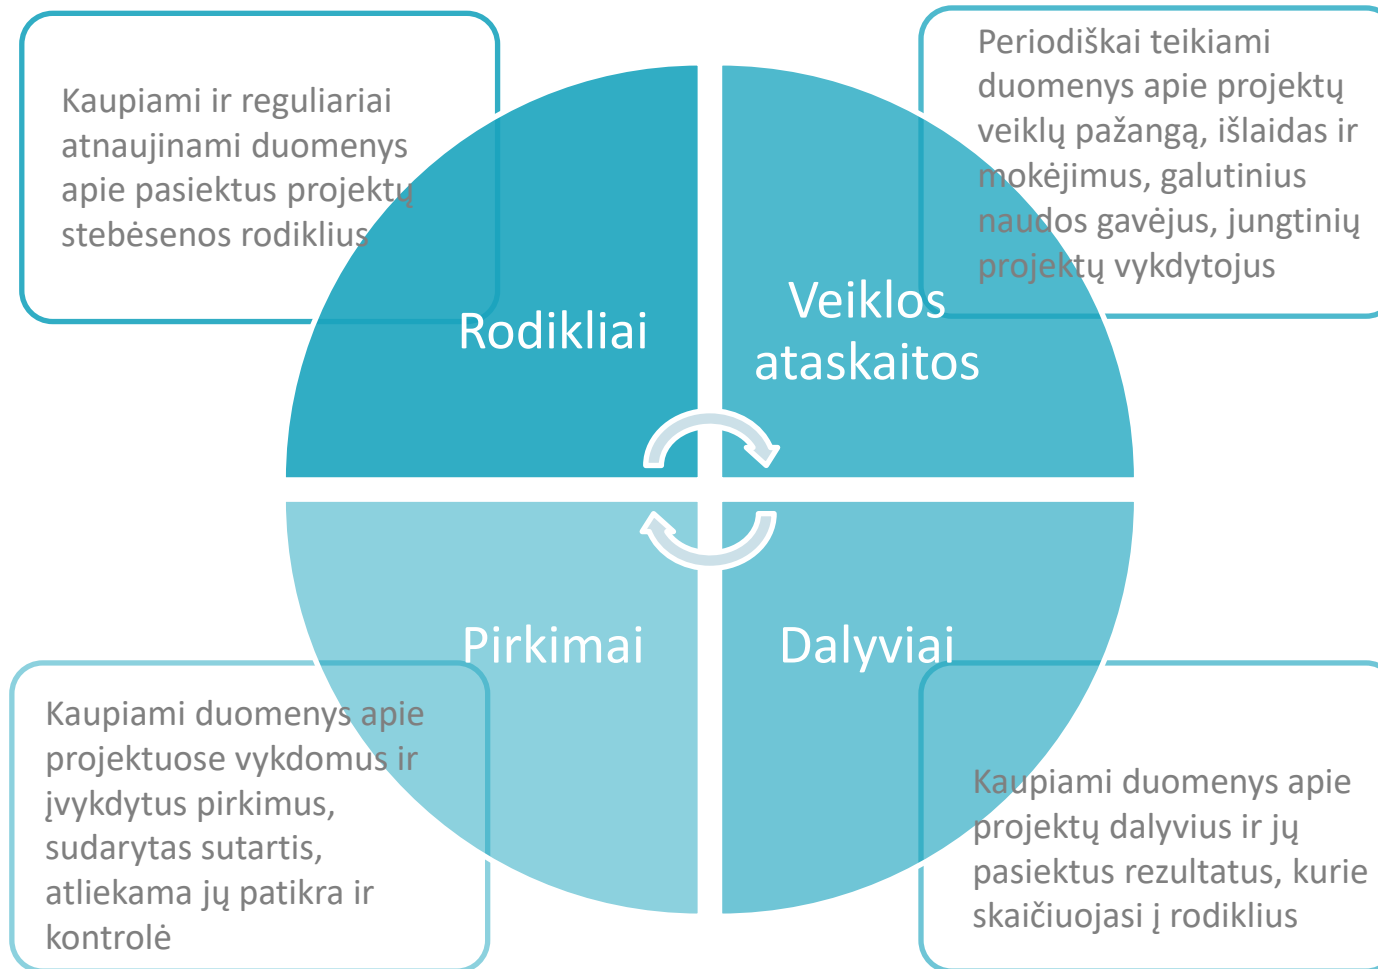 Kaupiami ir reguliariai
atnaujinami duomenys
apie pasiektus projektų
stebėsenos rodiklius
Periodiškai teikiami
duomenys apie projektų
veiklų pažangą, išlaidas ir
mokėjimus, galutinius
naudos gavėjus, jungtinių
projektų vykdytojus
Rodikliai
Veiklos
ataskaitos
Pirkimai
Dalyviai
Kaupiami duomenys apie
projektuose vykdomus ir
įvykdytus pirkimus,
sudarytas sutartis,
atliekama jų patikra ir
kontrolė
Kaupiami duomenys apie
projektų dalyvius ir jų
pasiektus rezultatus, kurie
skaičiuojasi į rodiklius